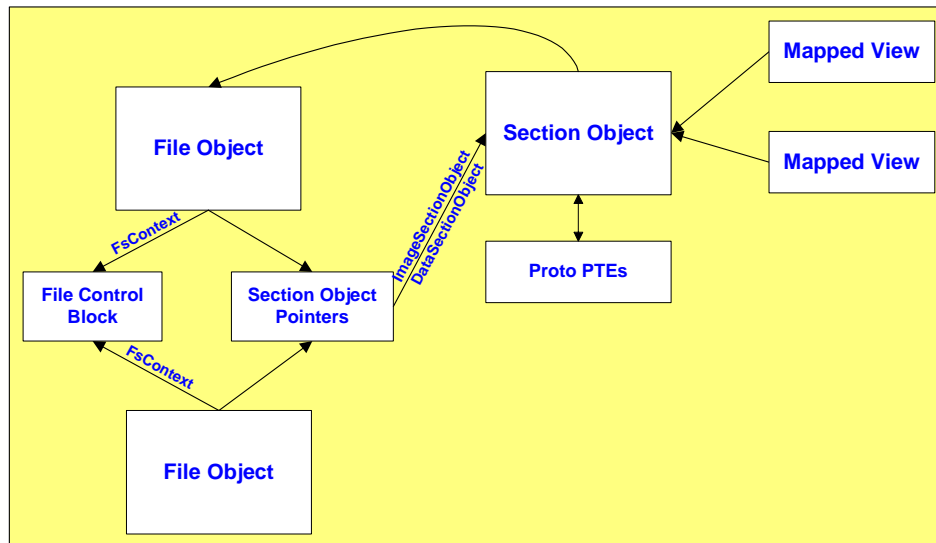 Mapped View
File Object
Section Object
Mapped View
ImageSectionObject
DataSectionObject
FsContext
File Control
Block
Section Object
Pointers
Proto PTEs
FsContext
File Object